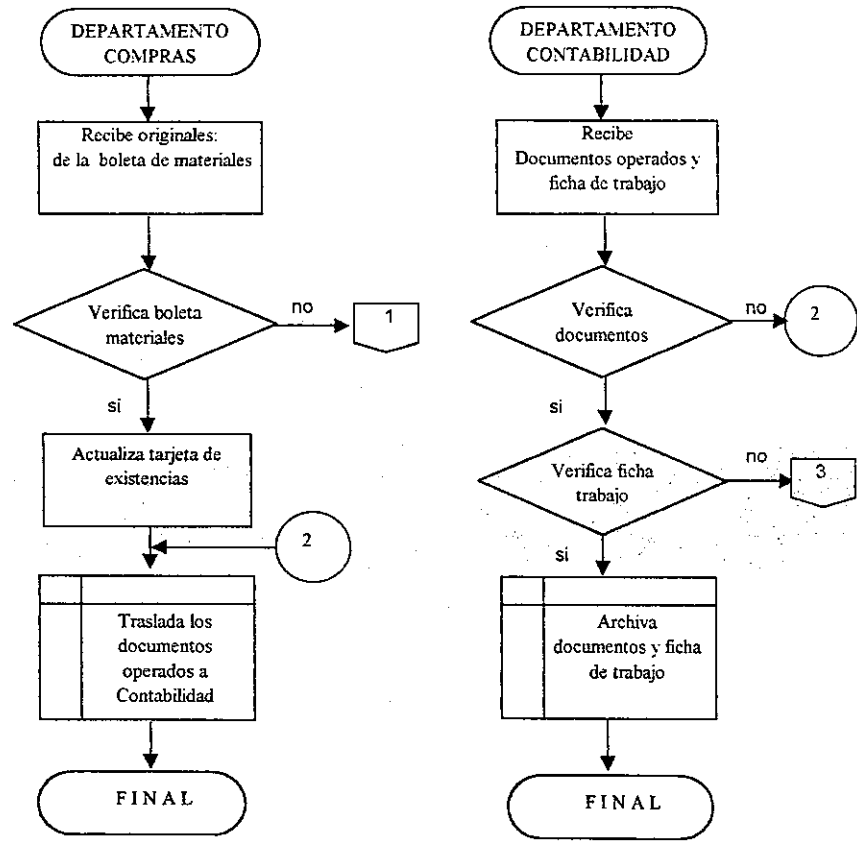 DEPARTAMENTO
COMPRAS
Recibe originales:
de la boleta de materiales
Verifica boleta
materiales
no
1
si
Actualiza tarjeta de
existencias
2
Traslada los
documentos
operados a
Contabilidad
FINAL
DEPARTAMENTO
CONTABILIDAD
Recibe
Documentos operados y
ficha de trabajo
Verifica
documentos
no
2
si
Verifica ficha
trabajo
no
3
si
Archiva
documentos y ficha
de trabajo
FINAL